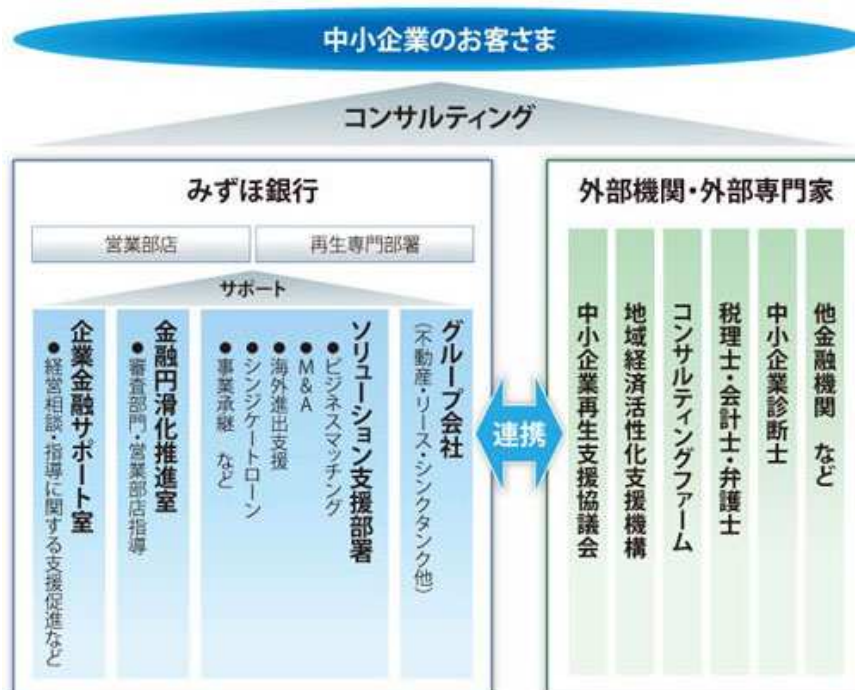 中小企業のお客さま
コンサルティング
みずほ銀行
営業部店
再生専門部署
サポート
企業金融サポート室
●経営相談・指導に関する支援促進など
金融円滑化推進室
●審査部門・営業部店指導
ソリューション支援部署
●ビジネスマッチング
●M&A
●海外進出支援
●シンジケートローン
●事業承継 など
グループ会社
(不動産・リース・シンクタンク他)
連携
外部機関・外部専門家
中小企業再生支援協議会
地域経済活性化支援機構
コンサルティングファーム
税理士・会計士・弁護士
中小企業診断士
他金融機関 など